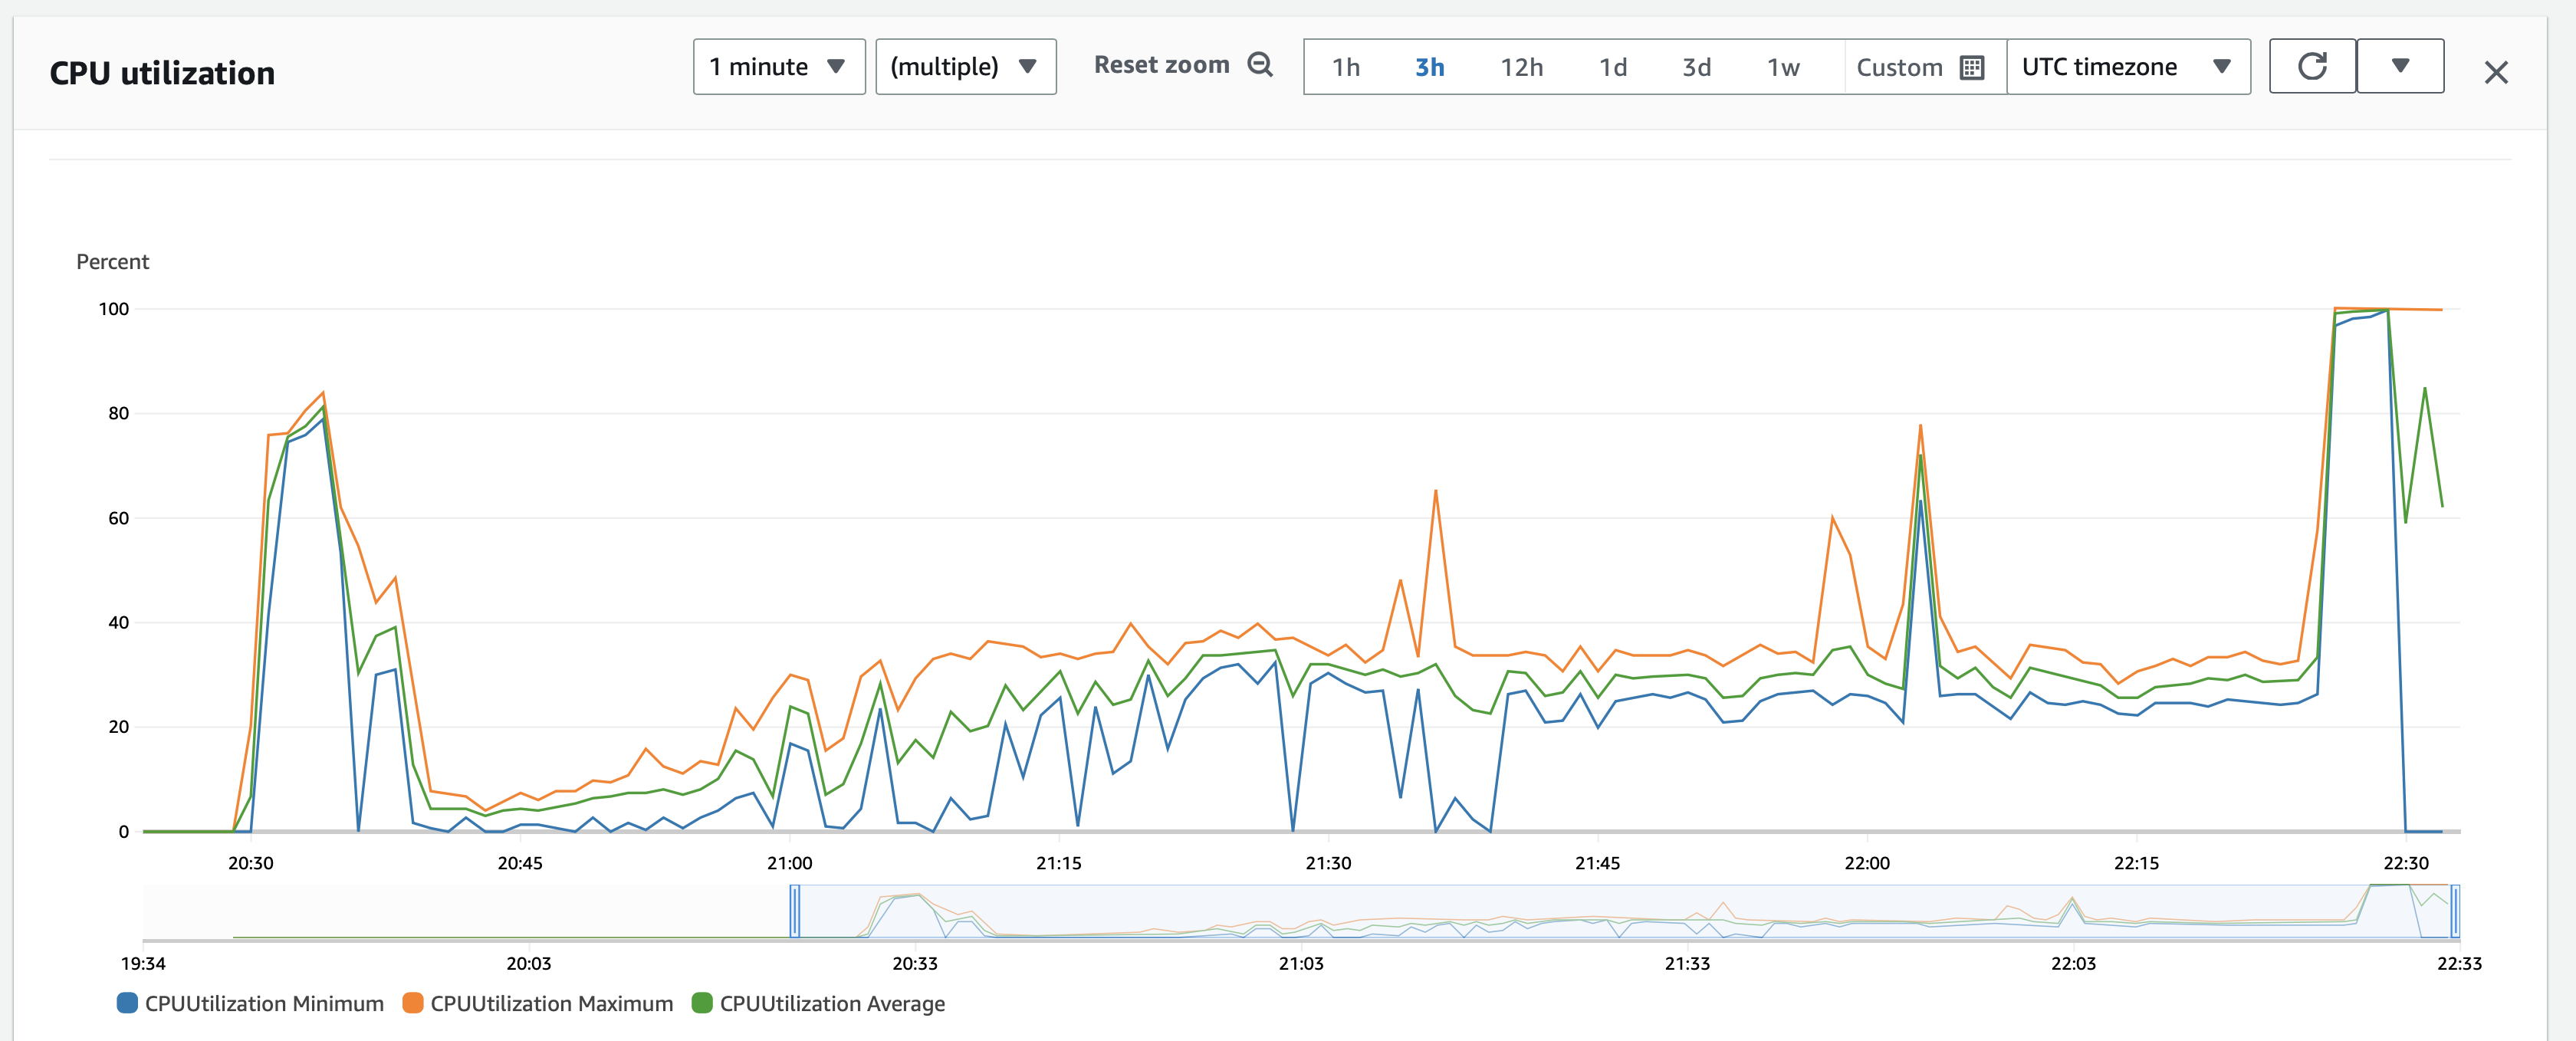 CPU utilization
1 minute
(multiple)
Reset zoom
1h 3h 12h 1d 3d 1w Custom
UTC timezone
Percent
100
80
60
40
20
0
20:30 20:45 21:00 21:15 21:30 21:45 22:00 22:15 22:30
19:34 20:03 20:33 21:03 21:33 22:03 22:33
CPUUtilization Minimum CPUUtilization Maximum CPUUtilization Average